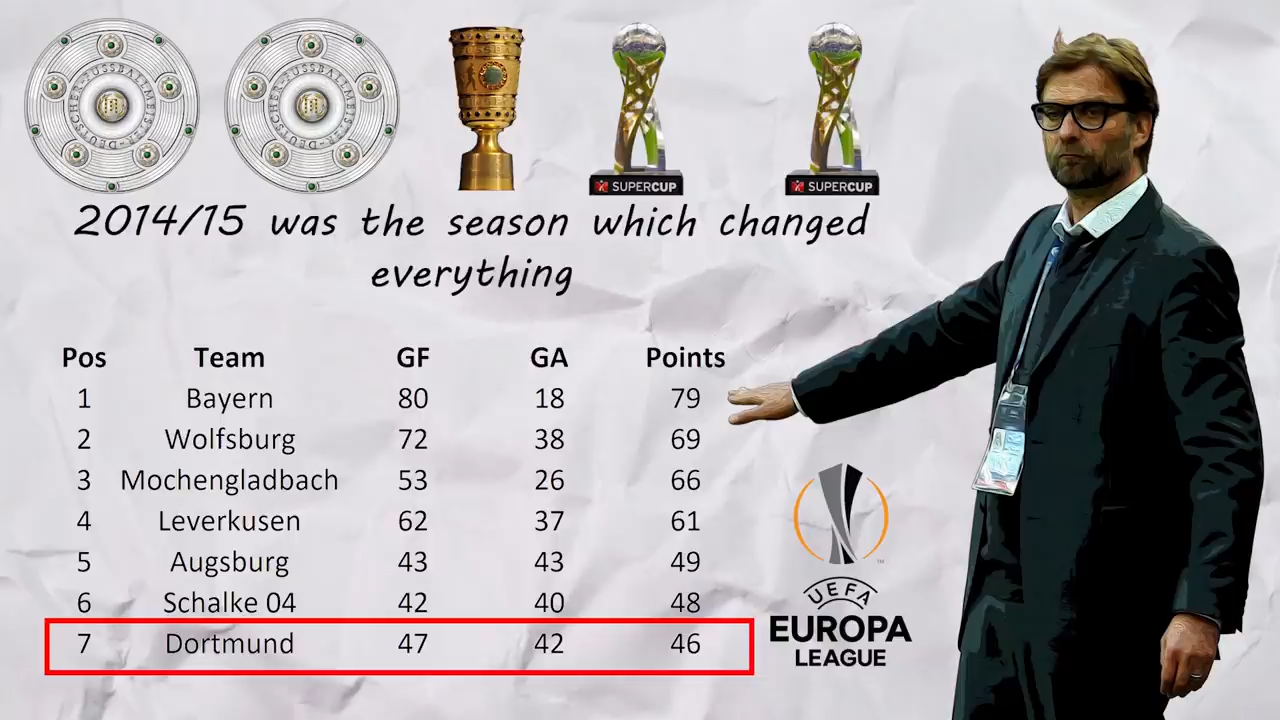 SUPERCUP
SUPERCUP
2014/15 was the season which changed
everything
Pos Team GF GA Points
1 Bayern 80 18 79
2 Wolfsburg 72 38 69
3 Mochengladbach 53 26 66
4 Leverkusen 62 37 61
5 Augsburg 43 43 49
6 Schalke 04 42 40 48
7 Dortmund 47 42 46
UEFA
EUROPA
LEAGUE